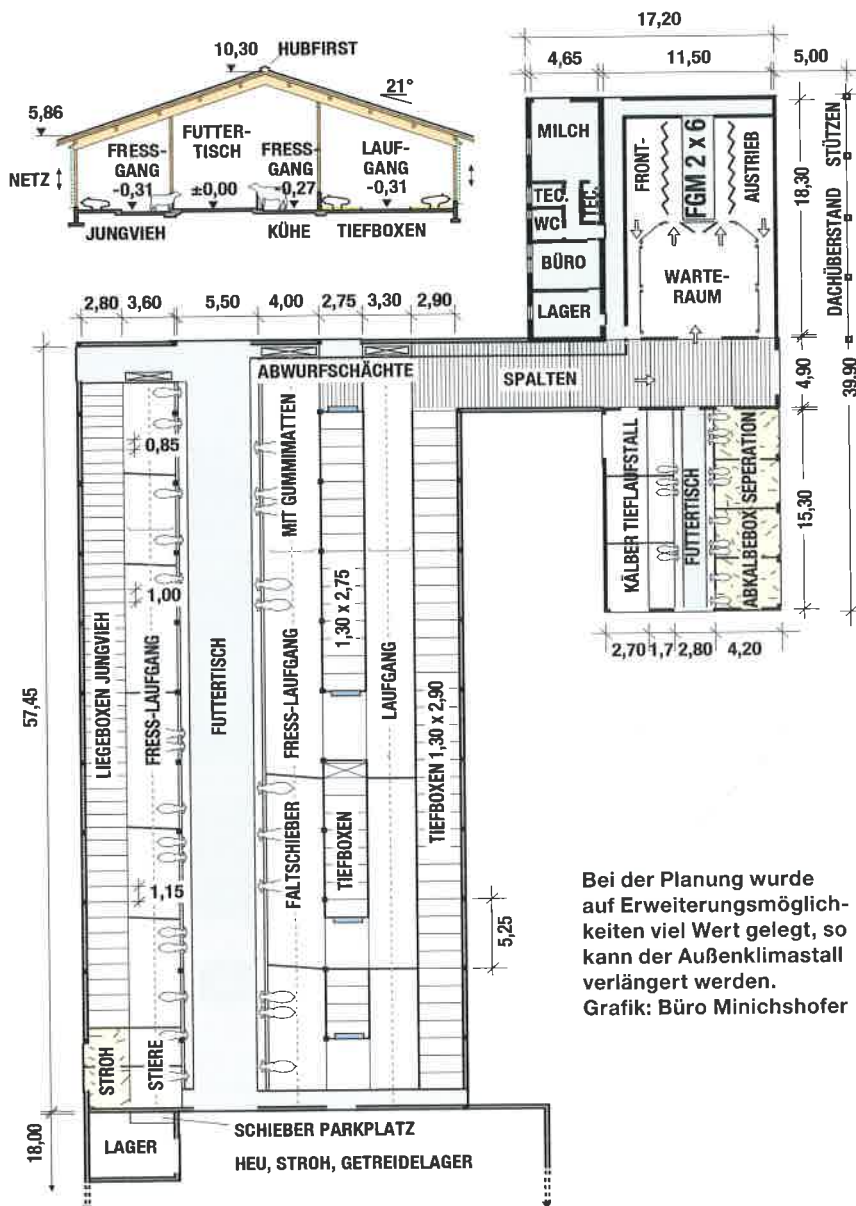 10,30
HUBFIRST
5,86
21°
FUTTER-
TISCH
FRESS-
GANG
-0,31
±0,00
FRESS-
GANG
-0,27
LAUF-
GANG
-0,31
NETZ
JUNGVIEH
KÜHE
TIEFBOXEN
17,20
4,65
11,50
5,00
MILCH
TEC.
TEC.
WC
BÜRO
LAGER
FRONT-
FGM 2 x 6
AUSTRIEB
WARTE-
RAUM
18,30
DACHÜBERSTAND STÜTZEN
2,80
3,60
5,50
4,00
2,75
3,30
2,90
ABWURFSCHÄCHTE
SPALTEN
4,90
39,90
57,45
0,85
1,00
1,15
LIEGEBOXEN JUNGVIEH
FRESS-LAUFGANG
FUTTERTISCH
MIT GUMMIMATTEN
FRESS-LAUFGANG
FALTSCHIEBER
1,30 x 2,75
TIEFBOXEN
LAUFGANG
TIEFBOXEN 1,30 x 2,90
5,25
KÄLBER TIEFLAUFSTALL
FUTTERTISCH
ABKALBEBOX SEPERATION
15,30
2,70
1,7
2,80
4,20
STROH
STIERE
18,00
LAGER
SCHIEBER PARKPLATZ
HEU, STROH, GETREIDELAGER
Bei der Planung wurde
auf Erweiterungsmöglich-
keiten viel Wert gelegt, so
kann der Außenklimastall
verlängert werden.
Grafik: Büro Minichshofer